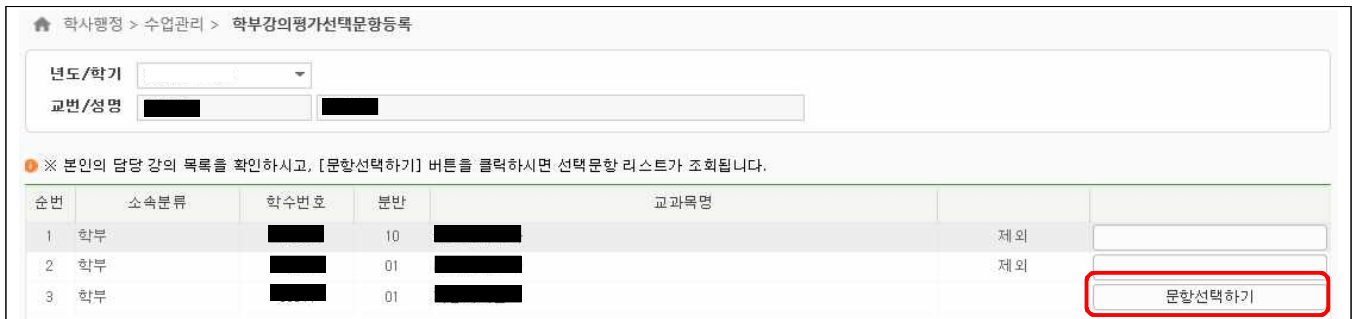 학사행정 > 수업관리 > 학부강의평가선택문항등록
년도/학기
교번/성명
※ 본인의 담당 강의 목록을 확인하시고, [문항선택하기] 버튼을 클릭하시면 선택문항 리스트가 조회됩니다.
순번 소속분류 학수번호 분반 교과목명
1 학부 10 제외
2 학부 01 제외
3 학부 01 문항선택하기